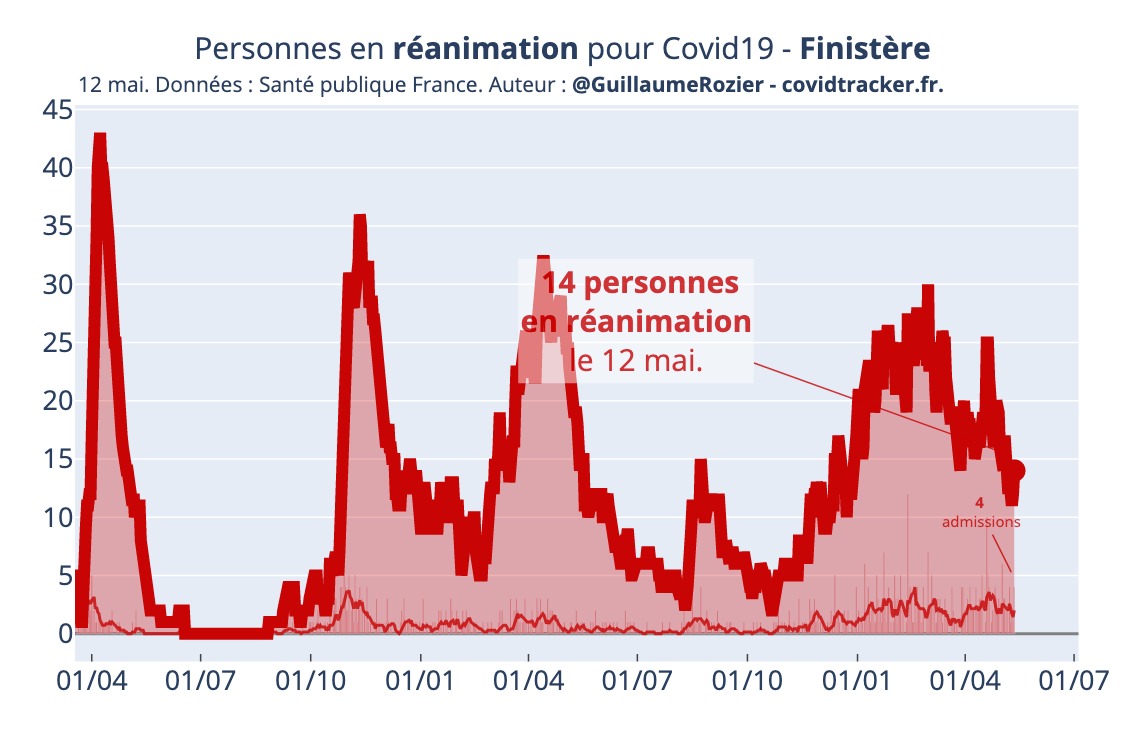 Personnes en réanimation pour Covid19 - Finistère
12 mai. Données : Santé publique France. Auteur : @GuillaumeRozier - covidtracker.fr.
45
40
35
30
25
20
15
10
5
0
14 personnes
en réanimation
le 12 mai.
4
admissions
01/04 01/07 01/10 01/01 01/04 01/07 01/10 01/01 01/04 01/07